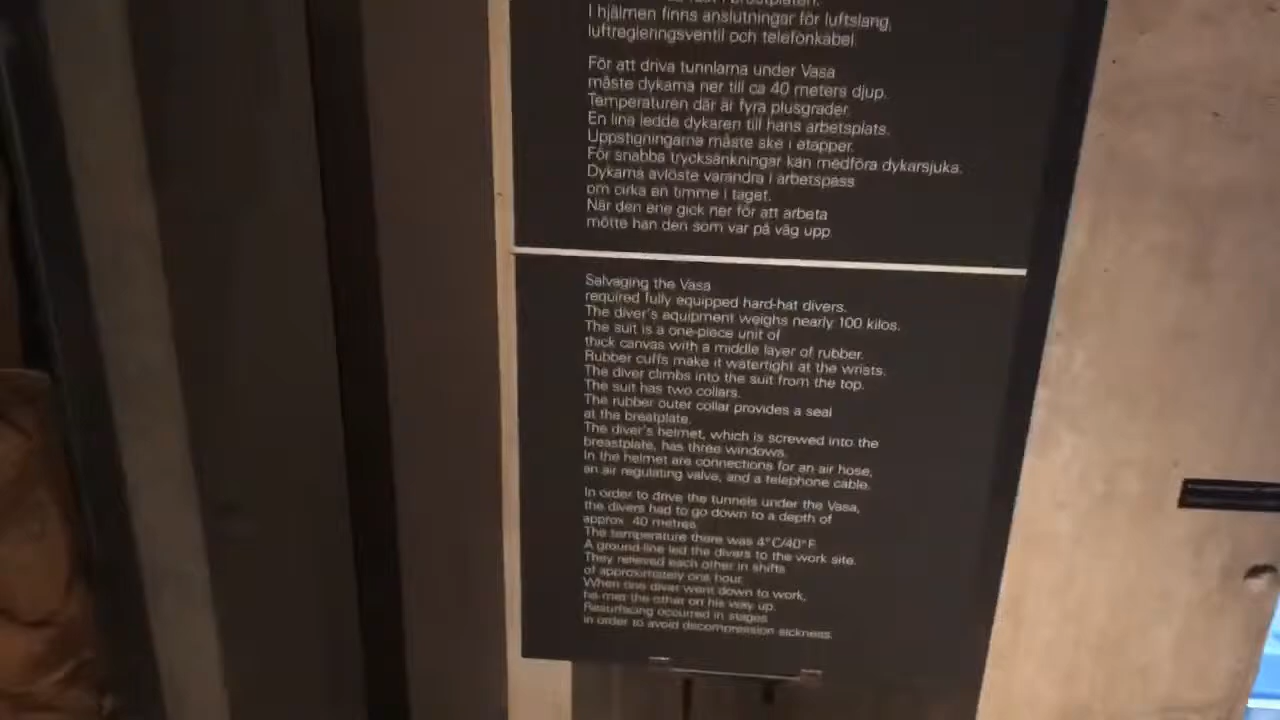 I hjälmen finns anslutningar för luftslang,
luftregleringsventil och telefonkabel.
För att driva tunnlarna under Vasa
måste dykarna ner till ca 40 meters djup.
Temperaturen där är fyra plusgrader.
En lina ledde dykaren till hans arbetsplats.
Uppstigningarna måste ske i etapper.
För snabba trycksänkningar kan medföra dykarsjuka.
Dykarna avlöste varandra i arbetspass
om cirka en timme i taget.
När den ene gick ner för att arbeta
mötte han den som var på väg upp.
Salvaging the Vasa
required fully equipped hard-hat divers.
The diver's equipment weighs nearly 100 kilos.
The suit is a one-piece unit of
thick canvas with a middle layer of rubber.
Rubber cuffs make it watertight at the wrists.
The diver climbs into the suit from the top.
The suit has two collars.
The rubber outer collar provides a seal
at the breatplate.
The diver's helmet, which is screwed into the
breastplate, has three windows.
In the helmet are connections for an air hose,
an air regulating valve, and a telephone cable.
In order to drive the tunnels under the Vasa,
the divers had to go down to a depth of
approx. 40 metres.
The temperature there was 4°C/40°F.
A ground-line led the divers to the work site.
They relieved each other in shifts
of approximately one hour.
When one diver went down to work,
he met the other on his way up.
Resurfacing occurred in stages
in order to avoid decompression sickness.